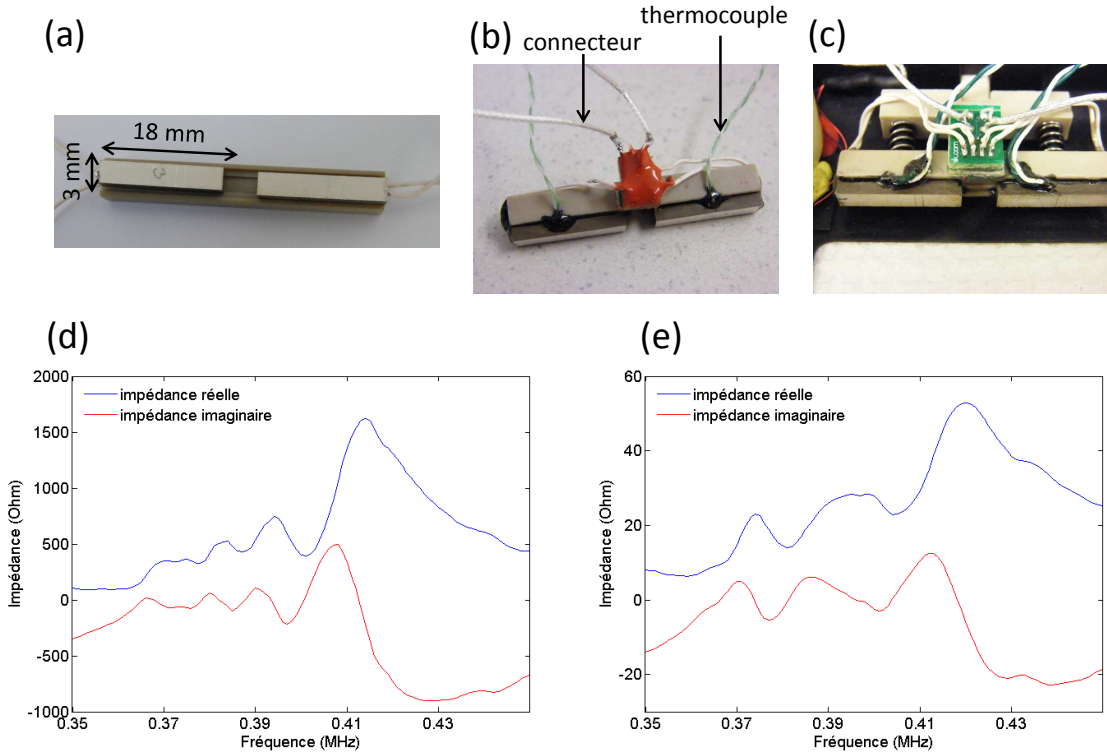 (a)
(b)
(c)
thermocouple
connecteur
18 mm
3 mm
(d)
(e)
2000
1500
1000
500
0
-500
-1000
0.35
0.37
0.39
0.41
0.43
impédance réelle
impédance imaginaire
Impédance (Ohm)
Fréquence (MHz)
60
40
20
0
-20
0.35
0.37
0.39
0.41
0.43
impédance réelle
impédance imaginaire
Impédance (Ohm)
Fréquence (MHz)